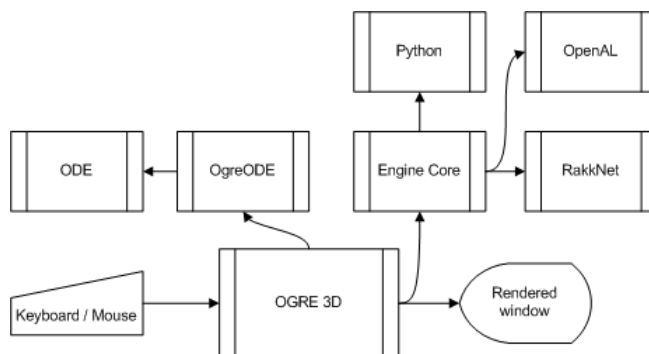 Python
OpenAL
ODE
OgreODE
Engine Core
RakkNet
Keyboard / Mouse
OGRE 3D
Rendered
window